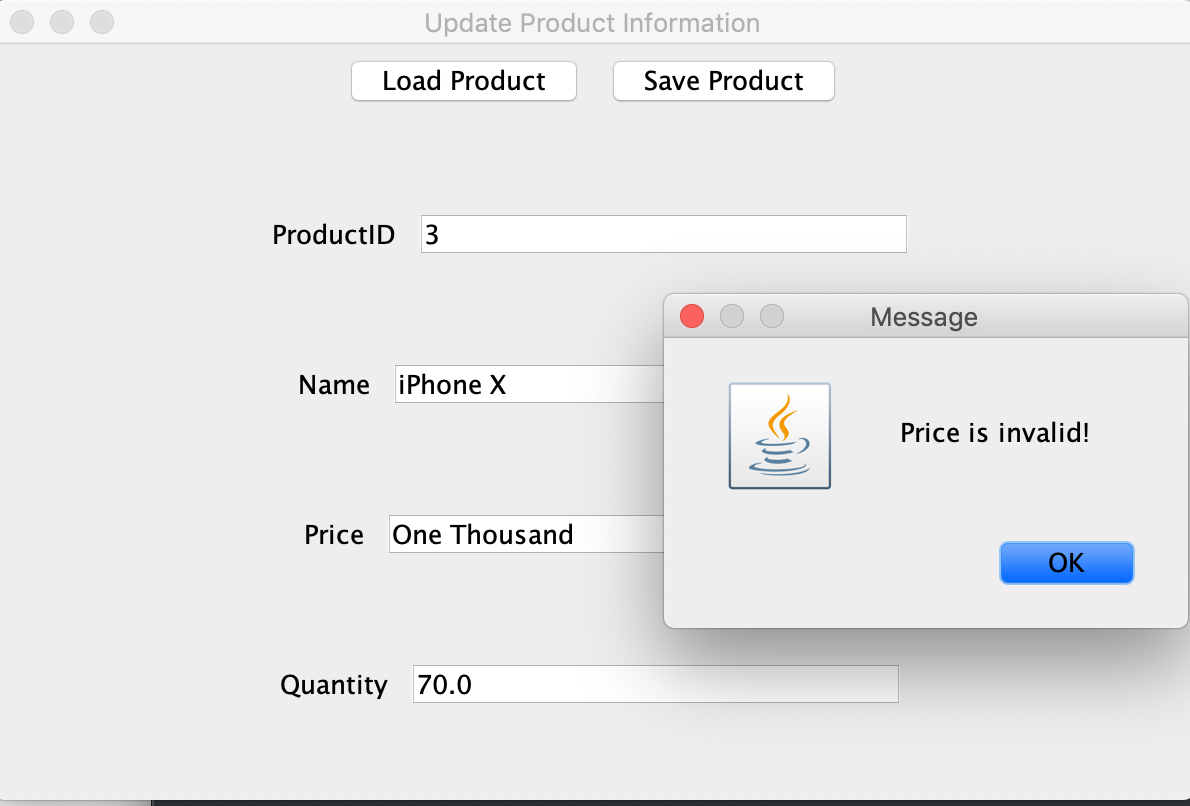 Update Product Information
Load Product Save Product
ProductID 3
Message
Name iPhone X
Price is invalid!
Price One Thousand
OK
Quantity 70.0